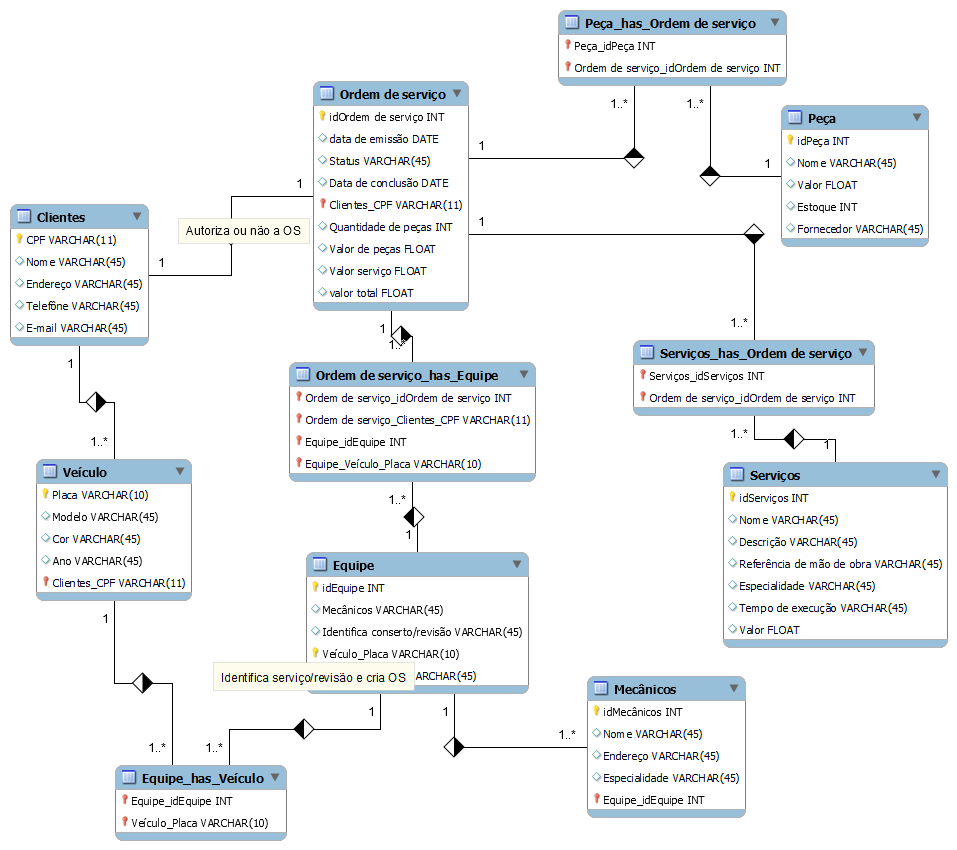 Peça_has_Ordem de serviço
Peça_idPeça INT
Ordem de serviço_idOrdem de serviço INT
1..*
1..*
Ordem de serviço
idOrdem de serviço INT
data de emissão DATE
Status VARCHAR(45)
Data de conclusão DATE
Clientes_CPF VARCHAR(11)
Quantidade de peças INT
Valor de peças FLOAT
Valor serviço FLOAT
valor total FLOAT
1
1
1
Peça
idPeça INT
Nome VARCHAR(45)
Valor FLOAT
Estoque INT
Fornecedor VARCHAR(45)
1
Clientes
CPF VARCHAR(11)
Nome VARCHAR(45)
Endereço VARCHAR(45)
Telefône VARCHAR(45)
E-mail VARCHAR(45)
1
Autoriza ou não a OS
1
1..*
1
1..*
1..*
Serviços_has_Ordem de serviço
Serviços_idServiços INT
Ordem de serviço_idOrdem de serviço INT
1..*
1
Ordem de serviço_has_Equipe
Ordem de serviço_idOrdem de serviço INT
Ordem de serviço_Clientes_CPF VARCHAR(11)
Equipe_idEquipe INT
Equipe_Veículo_Placa VARCHAR(10)
1..*
1
Veículo
Placa VARCHAR(10)
Modelo VARCHAR(45)
Cor VARCHAR(45)
Ano VARCHAR(45)
Clientes_CPF VARCHAR(11)
1
1..*
Serviços
idServiços INT
Nome VARCHAR(45)
Descrição VARCHAR(45)
Referência de mão de obra VARCHAR(45)
Especialidade VARCHAR(45)
Tempo de execução VARCHAR(45)
Valor FLOAT
Equipe
idEquipe INT
Mecânicos VARCHAR(45)
Identifica conserto/revisão VARCHAR(45)
Veículo_Placa VARCHAR(10)
ARCHAR(45)
Identifica serviço/revisão e cria OS
1
1..*
1
1..*
Mecânicos
idMecânicos INT
Nome VARCHAR(45)
Endereço VARCHAR(45)
Especialidade VARCHAR(45)
Equipe_idEquipe INT
Equipe_has_Veículo
Equipe_idEquipe INT
Veículo_Placa VARCHAR(10)